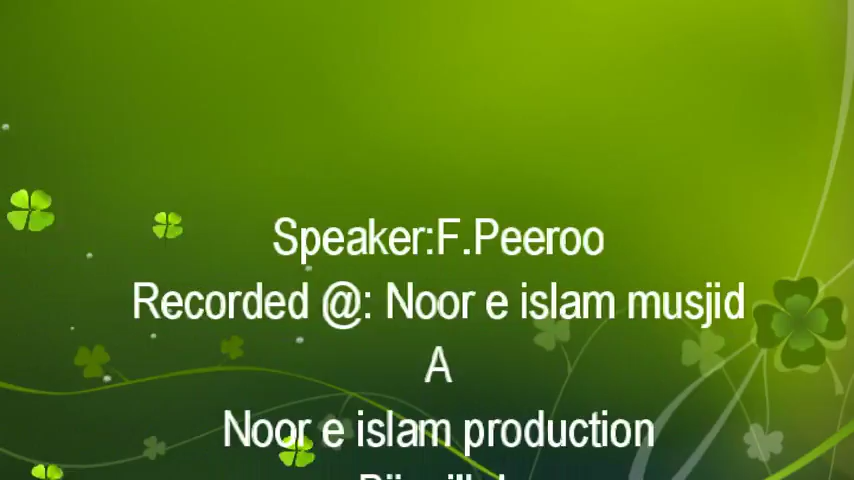 Speaker:F.Peeroo
Recorded @: Noor e islam musjid
A
Noor e islam production